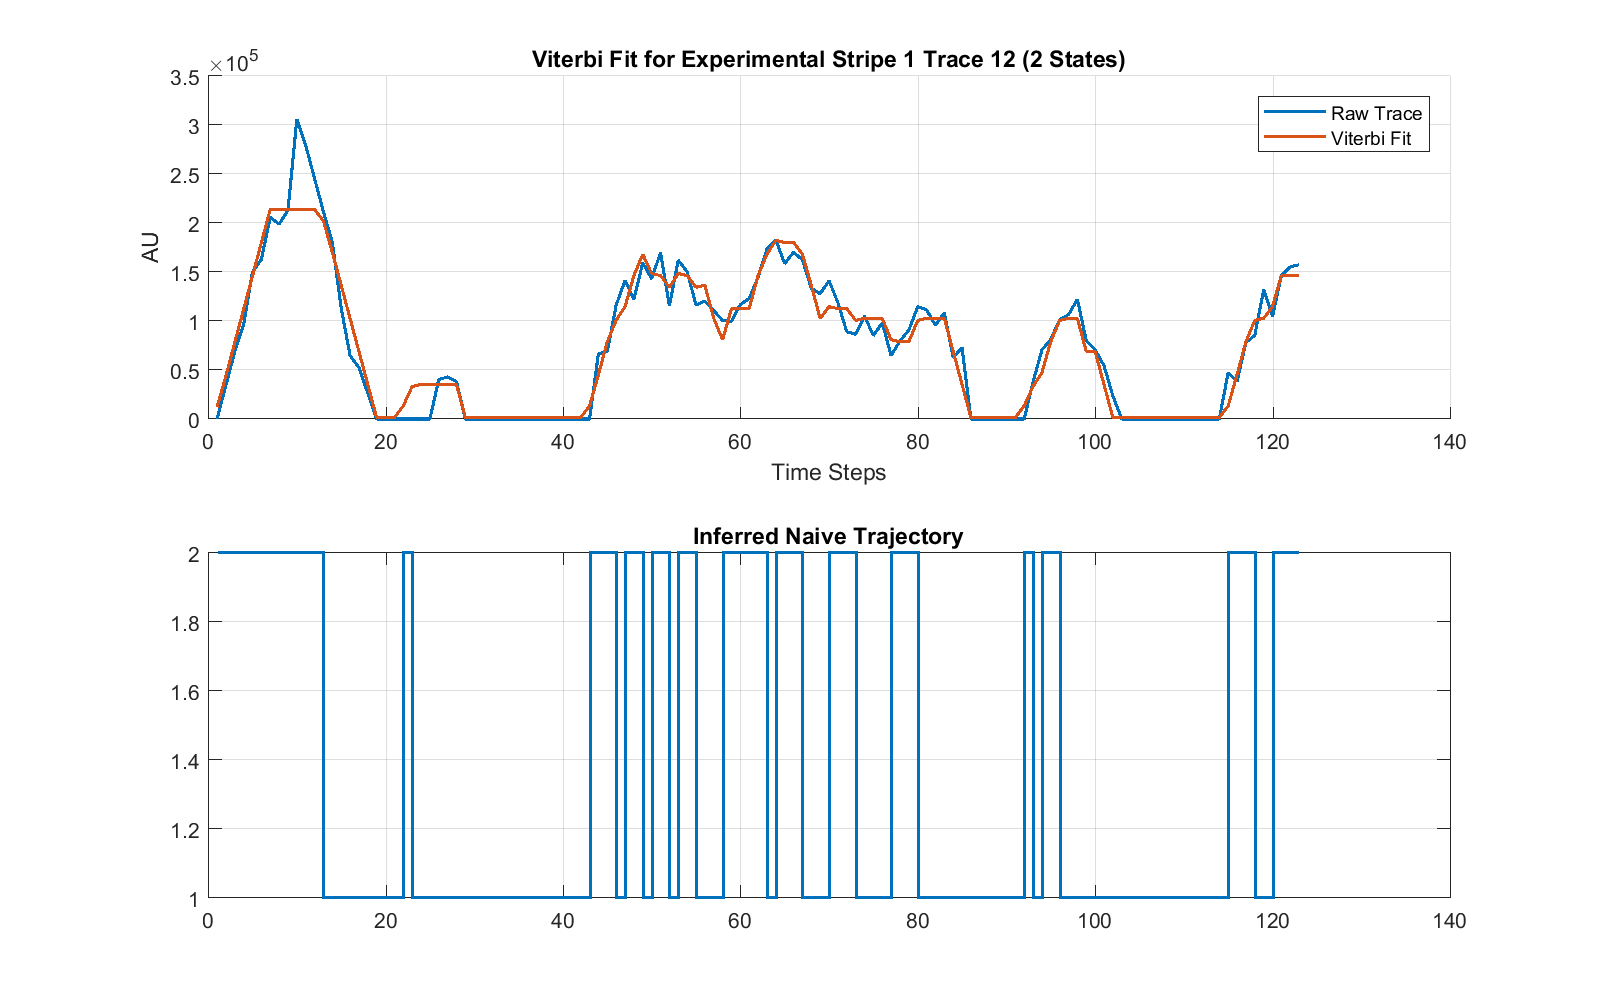 Viterbi Fit for Experimental Stripe 1 Trace 12 (2 States)
×10^5
3.5
3
2.5
2
1.5
1
0.5
0
AU
Raw Trace
Viterbi Fit
0 20 40 60 80 100 120 140
Time Steps
Inferred Naive Trajectory
2
1.8
1.6
1.4
1.2
1
0 20 40 60 80 100 120 140